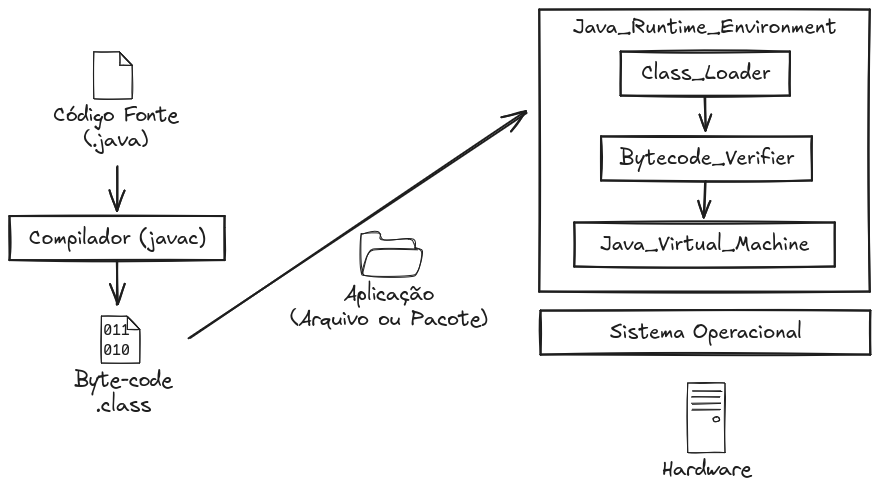 Código Fonte
(.java)
Compilador (javac)
011
010
Byte-code
.class
Aplicação
(Arquivo ou Pacote)
Java_Runtime_Environment
Class_Loader
Bytecode_Verifier
Java_Virtual_Machine
Sistema Operacional
Hardware